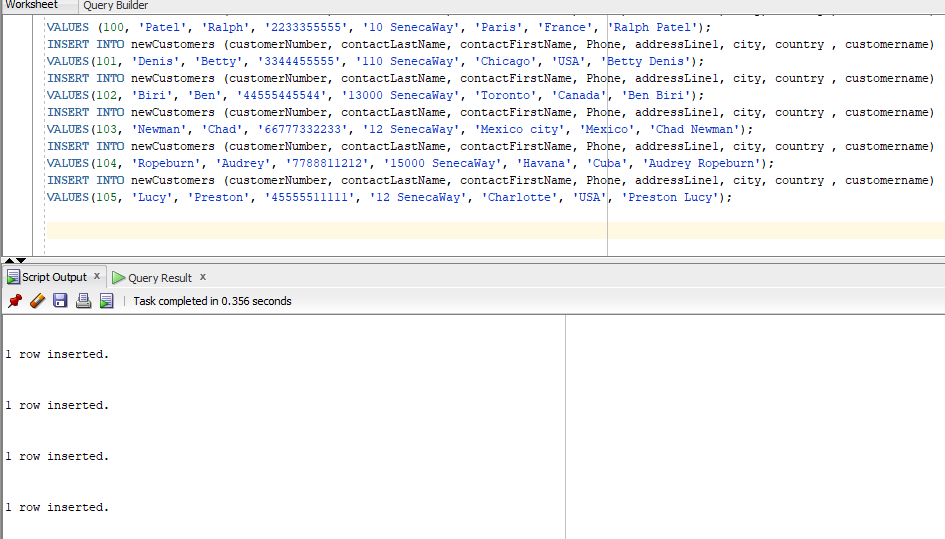 Worksheet Query Builder
VALUES (100, 'Patel', 'Ralph', '2233355555', '10 SenecaWay', 'Paris', 'France', 'Ralph Patel');
INSERT INTO newCustomers (customerNumber, contactLastName, contactFirstName, Phone, addressLine1, city, country , customername)
VALUES(101, 'Denis', 'Betty', '3344455555', '110 SenecaWay', 'Chicago', 'USA', 'Betty Denis');
INSERT INTO newCustomers (customerNumber, contactLastName, contactFirstName, Phone, addressLine1, city, country , customername)
VALUES(102, 'Biri', 'Ben', '44555445544', '13000 SenecaWay', 'Toronto', 'Canada', 'Ben Biri');
INSERT INTO newCustomers (customerNumber, contactLastName, contactFirstName, Phone, addressLine1, city, country , customername)
VALUES(103, 'Newman', 'Chad', '66777332233', '12 SenecaWay', 'Mexico city', 'Mexico', 'Chad Newman');
INSERT INTO newCustomers (customerNumber, contactLastName, contactFirstName, Phone, addressLine1, city, country , customername)
VALUES(104, 'Ropeburn', 'Audrey', '7788811212', '15000 SenecaWay', 'Havana', 'Cuba', 'Audrey Ropeburn');
INSERT INTO newCustomers (customerNumber, contactLastName, contactFirstName, Phone, addressLine1, city, country , customername)
VALUES(105, 'Lucy', 'Preston', '45555511111', '12 SenecaWay', 'Charlotte', 'USA', 'Preston Lucy');
Script Output x Query Result x
Task completed in 0.356 seconds
1 row inserted.
1 row inserted.
1 row inserted.
1 row inserted.